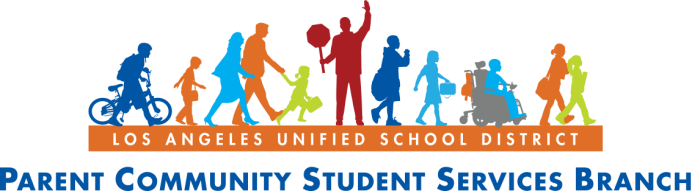 LOS ANGELES UNIFIED SCHOOL DISTRICT
PARENT COMMUNITY STUDENT SERVICES BRANCH